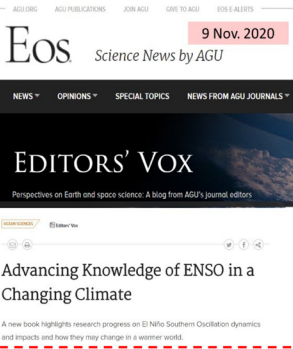 AGU.ORG AGU PUBLICATIONS JOIN AGU GIVE TO AGU EOS E-ALERTS
9 Nov. 2020
Eos Science News by AGU
NEWS OPINIONS SPECIAL TOPICS NEWS FROM AGU JOURNALS
EDITORS' VOX
Perspectives on Earth and space science: A blog from AGU's journal editors
OCEAN SCIENCES Editors' Vox
Advancing Knowledge of ENSO in a
Changing Climate
A new book highlights research progress on El Niño Southern Oscillation dynamics
and impacts and how they may change in a warmer world.